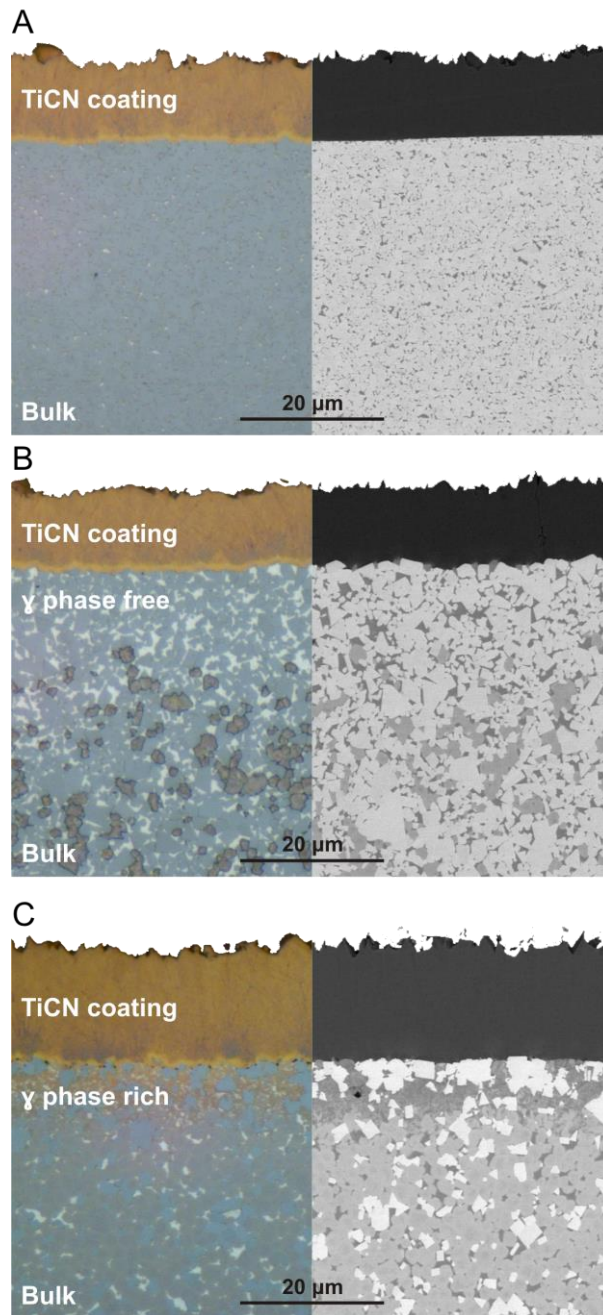 A
TiCN coating
20 µm
Bulk
B
TiCN coating
ɣ phase free
20 µm
Bulk
C
TiCN coating
ɣ phase rich
20 µm
Bulk